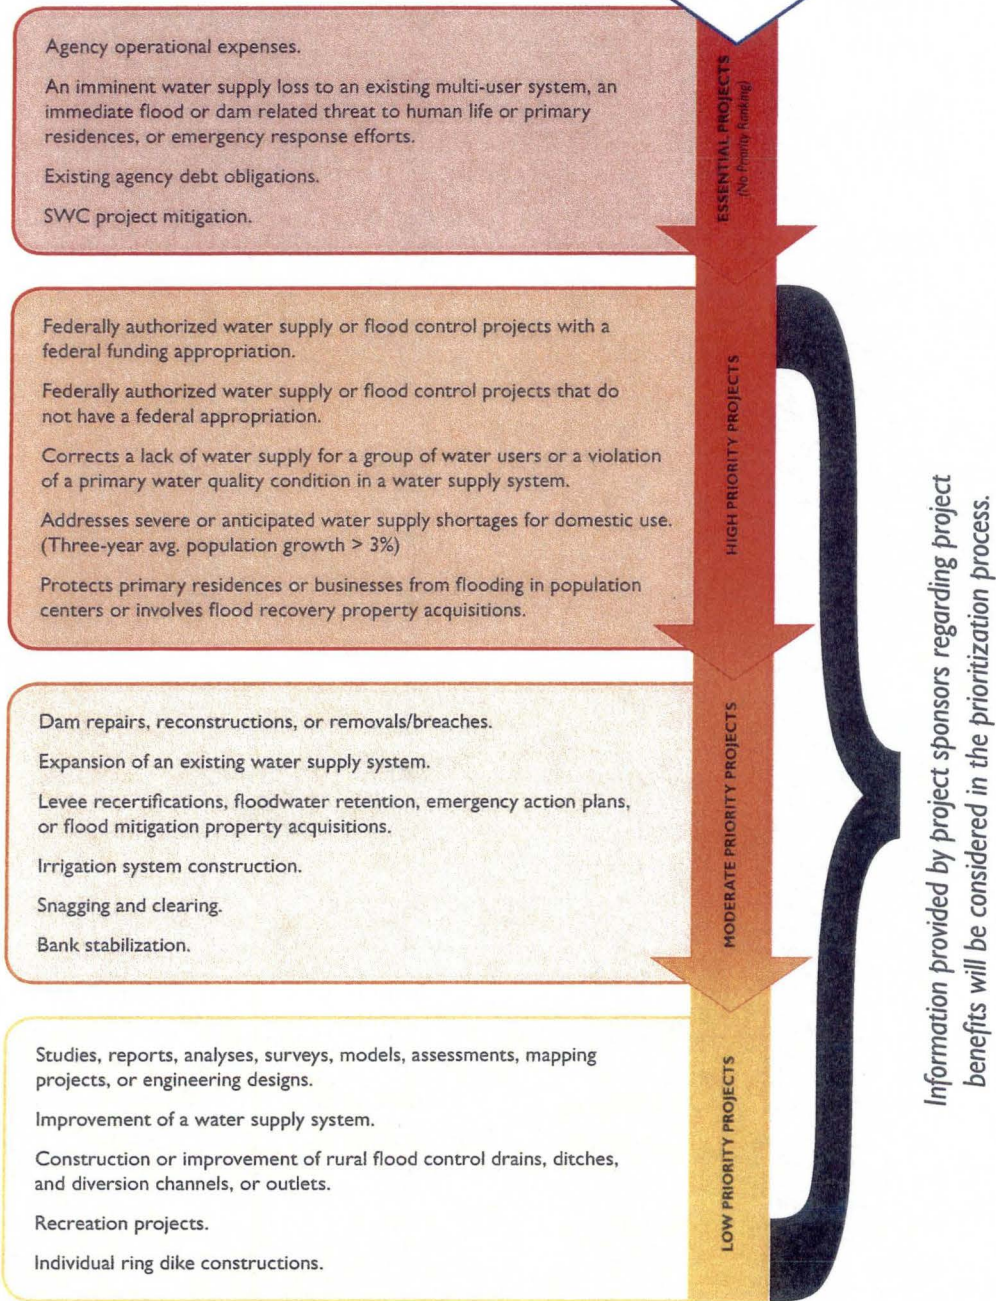 Agency operational expenses.
An imminent water supply loss to an existing multi-user system, an
immediate flood or dam related threat to human life or primary
residences, or emergency response efforts.
Existing agency debt obligations.
SWC project mitigation.
ESSENTIAL PROJECTS
(No Priority Ranking)
Federally authorized water supply or flood control projects with a
federal funding appropriation.
Federally authorized water supply or flood control projects that do
not have a federal appropriation.
Corrects a lack of water supply for a group of water users or a violation
of a primary water quality condition in a water supply system.
Addresses severe or anticipated water supply shortages for domestic use.
(Three-year avg. population growth > 3%)
Protects primary residences or businesses from flooding in population
centers or involves flood recovery property acquisitions.
HIGH PRIORITY PROJECTS
Dam repairs, reconstructions, or removals/breaches.
Expansion of an existing water supply system.
Levee recertifications, floodwater retention, emergency action plans,
or flood mitigation property acquisitions.
Irrigation system construction.
Snagging and clearing.
Bank stabilization.
MODERATE PRIORITY PROJECTS
Studies, reports, analyses, surveys, models, assessments, mapping
projects, or engineering designs.
Improvement of a water supply system.
Construction or improvement of rural flood control drains, ditches,
and diversion channels, or outlets.
Recreation projects.
Individual ring dike constructions.
LOW PRIORITY PROJECTS
Information provided by project sponsors regarding project
benefits will be considered in the prioritization process.